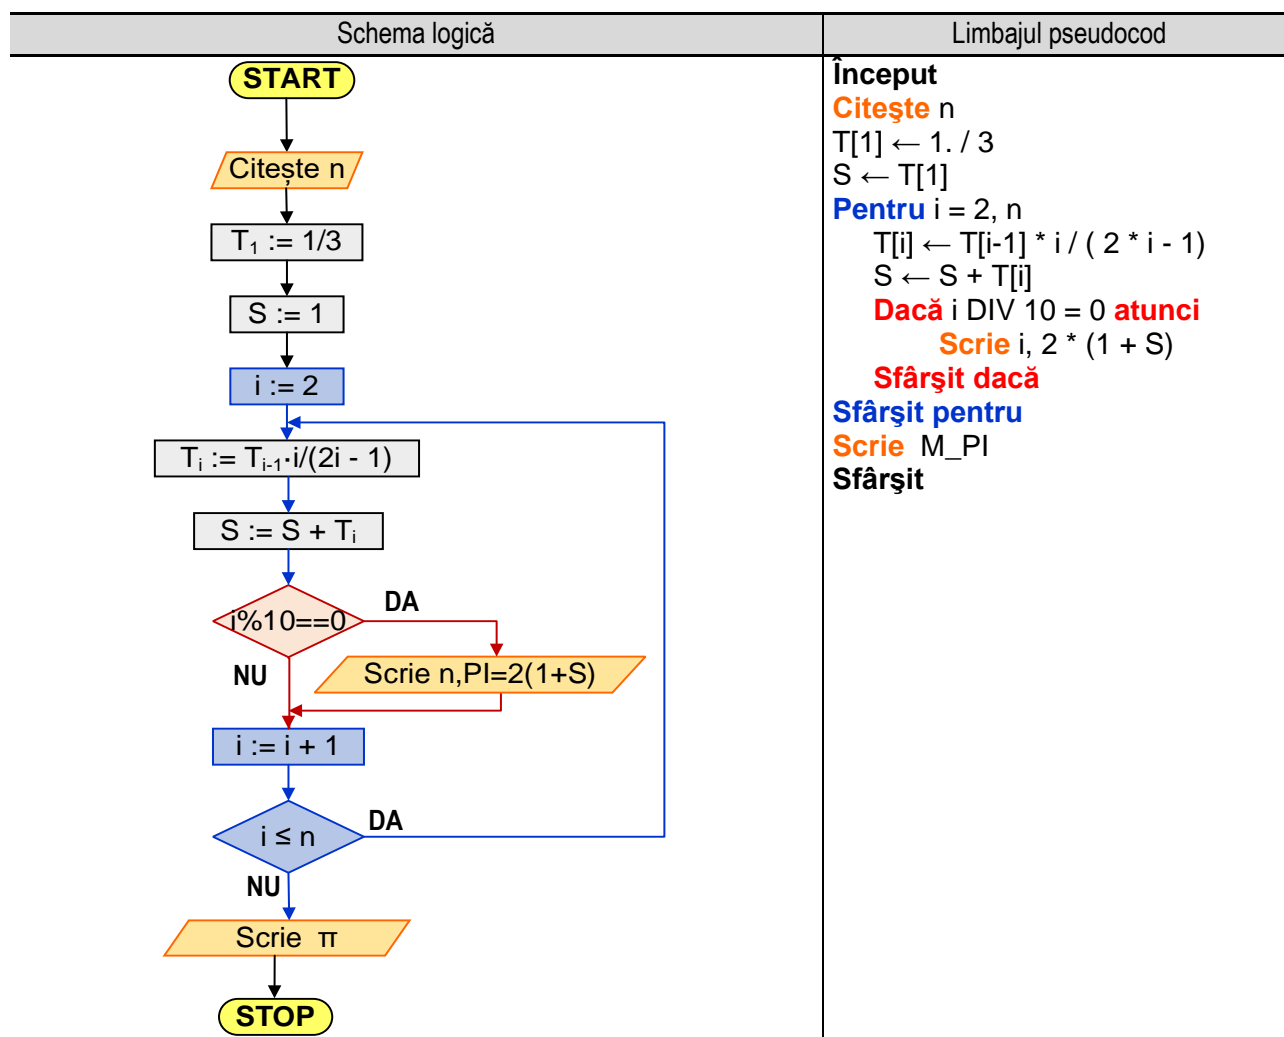 Schema logică
Limbajul pseudocod
START
Citește n
T₁ := 1/3
S := 1
i := 2
Tᵢ := Tᵢ₋₁·i/(2i - 1)
S := S + Tᵢ
i%10==0
DA
NU
Scrie n,PI=2(1+S)
i := i + 1
i ≤ n
DA
NU
Scrie π
STOP
Început
Citeşte n
T[1] ← 1. / 3
S ← T[1]
Pentru i = 2, n
T[i] ← T[i-1] * i / ( 2 * i - 1)
S ← S + T[i]
Dacă i DIV 10 = 0 atunci
Scrie i, 2 * (1 + S)
Sfârşit dacă
Sfârşit pentru
Scrie M_PI
Sfârşit